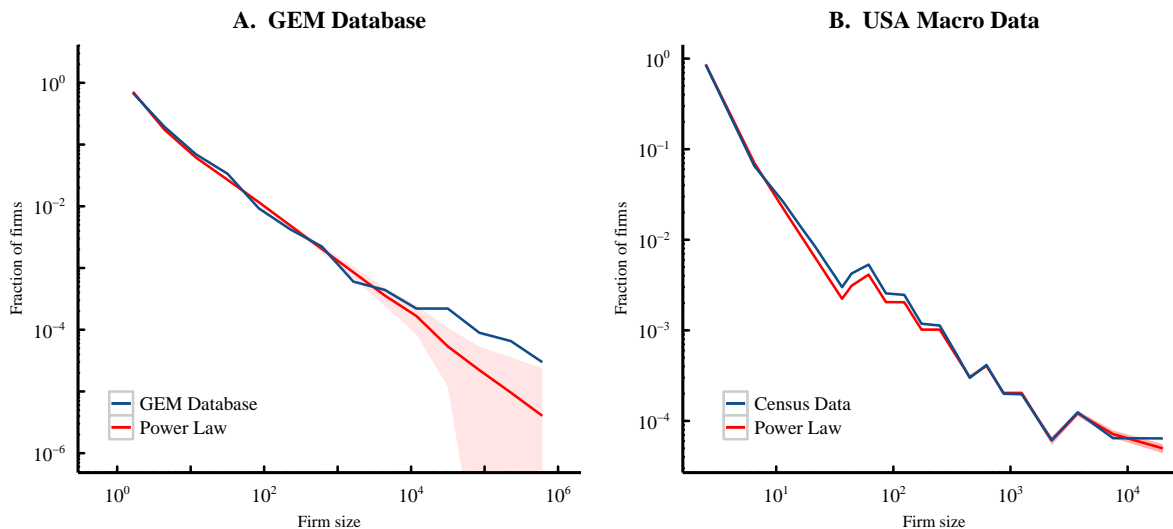 A. GEM Database
Fraction of firms
10^0
10^−2
10^−4
10^−6
GEM Database
Power Law
10^0
10^2
10^4
10^6
Firm size
B. USA Macro Data
Fraction of firms
10^0
10^−1
10^−2
10^−3
10^−4
Census Data
Power Law
10^1
10^2
10^3
10^4
Firm size